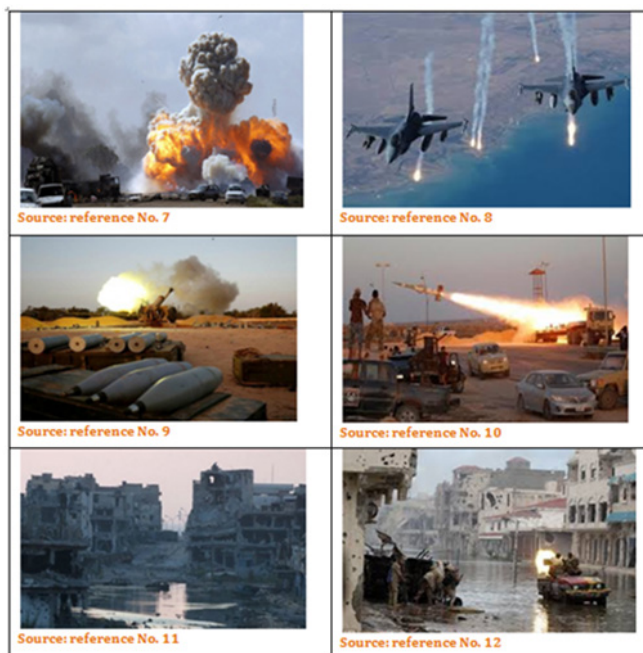 Source: reference No. 7
Source: reference No. 8
Source: reference No. 9
Source: reference No. 10
Source: reference No. 11
Source: reference No. 12